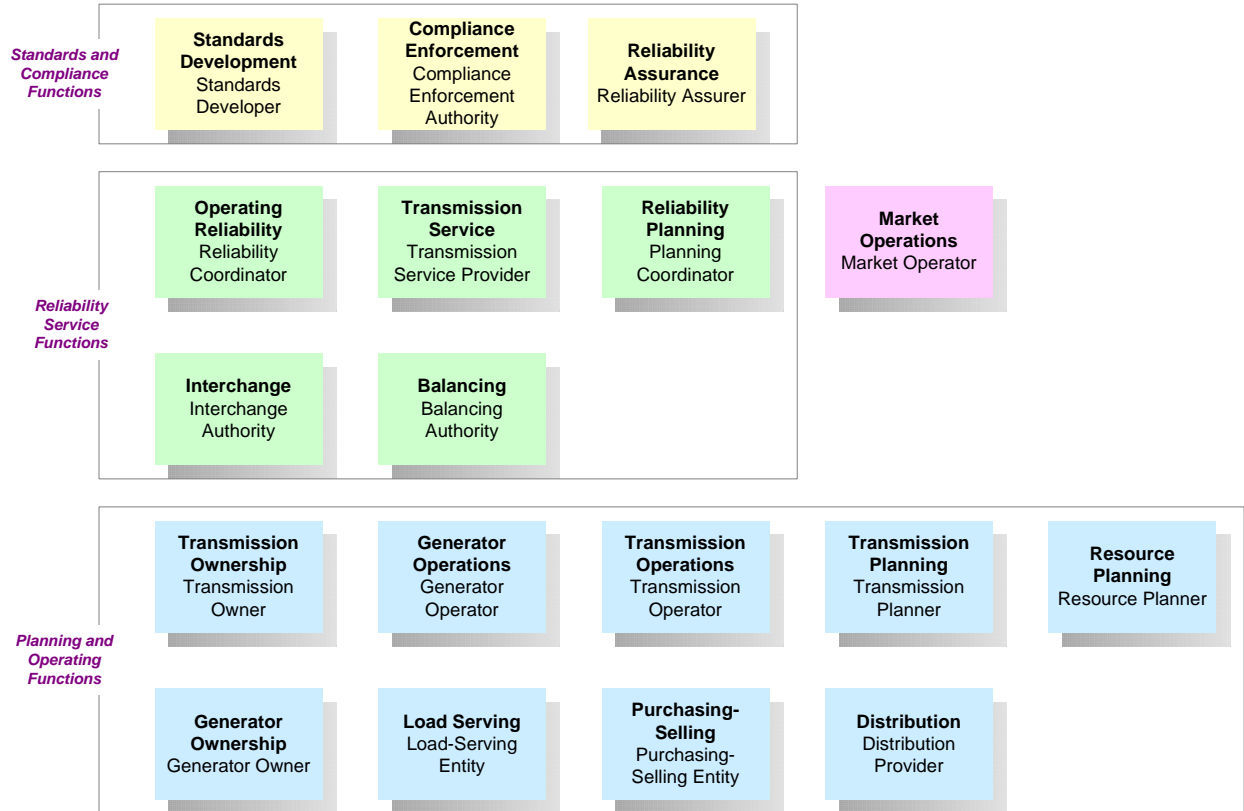 Standards and
Compliance
Functions
Standards
Development
Standards
Developer
Compliance
Enforcement
Compliance
Enforcement
Authority
Reliability
Assurance
Reliability Assurer
Reliability
Service
Functions
Operating
Reliability
Reliability
Coordinator
Transmission
Service
Transmission
Service Provider
Reliability
Planning
Planning
Coordinator
Market
Operations
Market Operator
Interchange
Interchange
Authority
Balancing
Balancing
Authority
Planning and
Operating
Functions
Transmission
Ownership
Transmission
Owner
Generator
Operations
Generator
Operator
Transmission
Operations
Transmission
Operator
Transmission
Planning
Transmission
Planner
Resource
Planning
Resource Planner
Generator
Ownership
Generator Owner
Load Serving
Load-Serving
Entity
Purchasing-
Selling
Purchasing-
Selling Entity
Distribution
Distribution
Provider